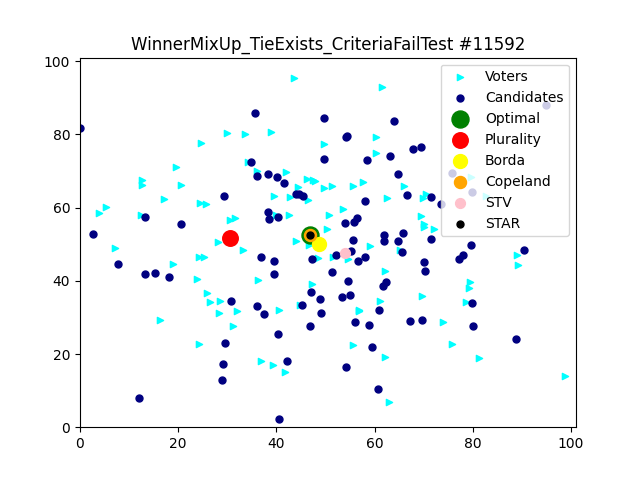 WinnerMixUp_TieExists_CriteriaFailTest #11592
100
80
60
40
20
0
0
20
40
60
80
100
Voters
Candidates
Optimal
Plurality
Borda
Copeland
STV
STAR